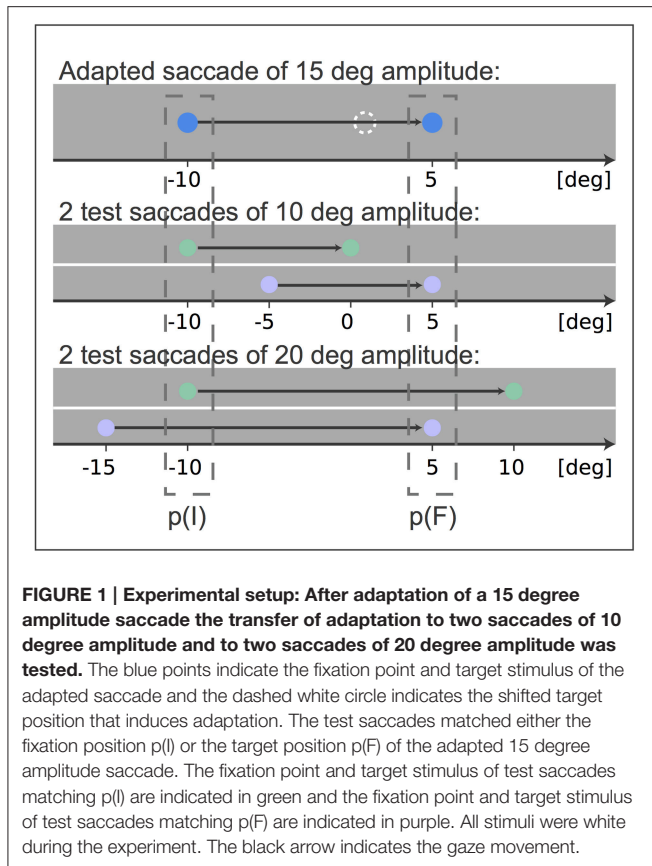 Adapted saccade of 15 deg amplitude:
-10 5 [deg]
2 test saccades of 10 deg amplitude:
-10 -5 0 5 [deg]
2 test saccades of 20 deg amplitude:
-15 -10 5 10 [deg]
p(I) p(F)
FIGURE 1 | Experimental setup: After adaptation of a 15 degree
amplitude saccade the transfer of adaptation to two saccades of 10
degree amplitude and to two saccades of 20 degree amplitude was
tested. The blue points indicate the fixation point and target stimulus of the
adapted saccade and the dashed white circle indicates the shifted target
position that induces adaptation. The test saccades matched either the
fixation position p(I) or the target position p(F) of the adapted 15 degree
amplitude saccade. The fixation point and target stimulus of test saccades
matching p(I) are indicated in green and the fixation point and target stimulus
of test saccades matching p(F) are indicated in purple. All stimuli were white
during the experiment. The black arrow indicates the gaze movement.